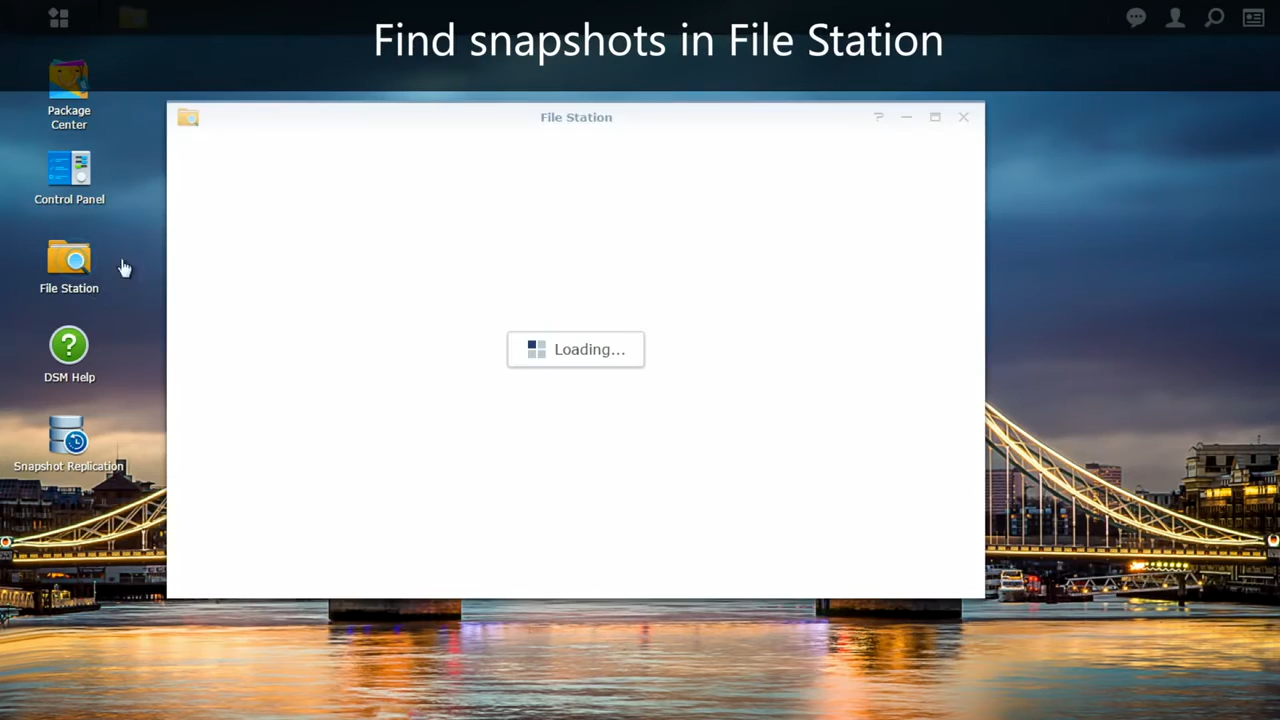 Find snapshots in File Station
Package
Center
Control Panel
File Station
DSM Help
Snapshot Replication
File Station
Loading...